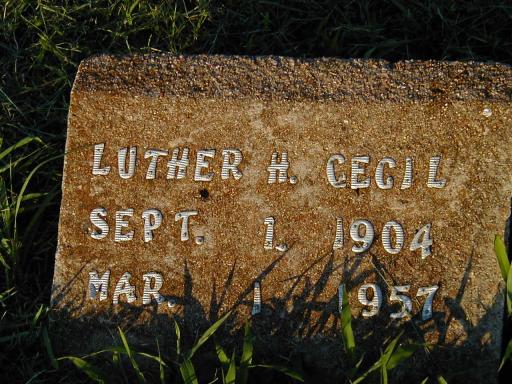 LUTHER H. CECIL
SEPT. 1. 1904
MAR. 1 1957